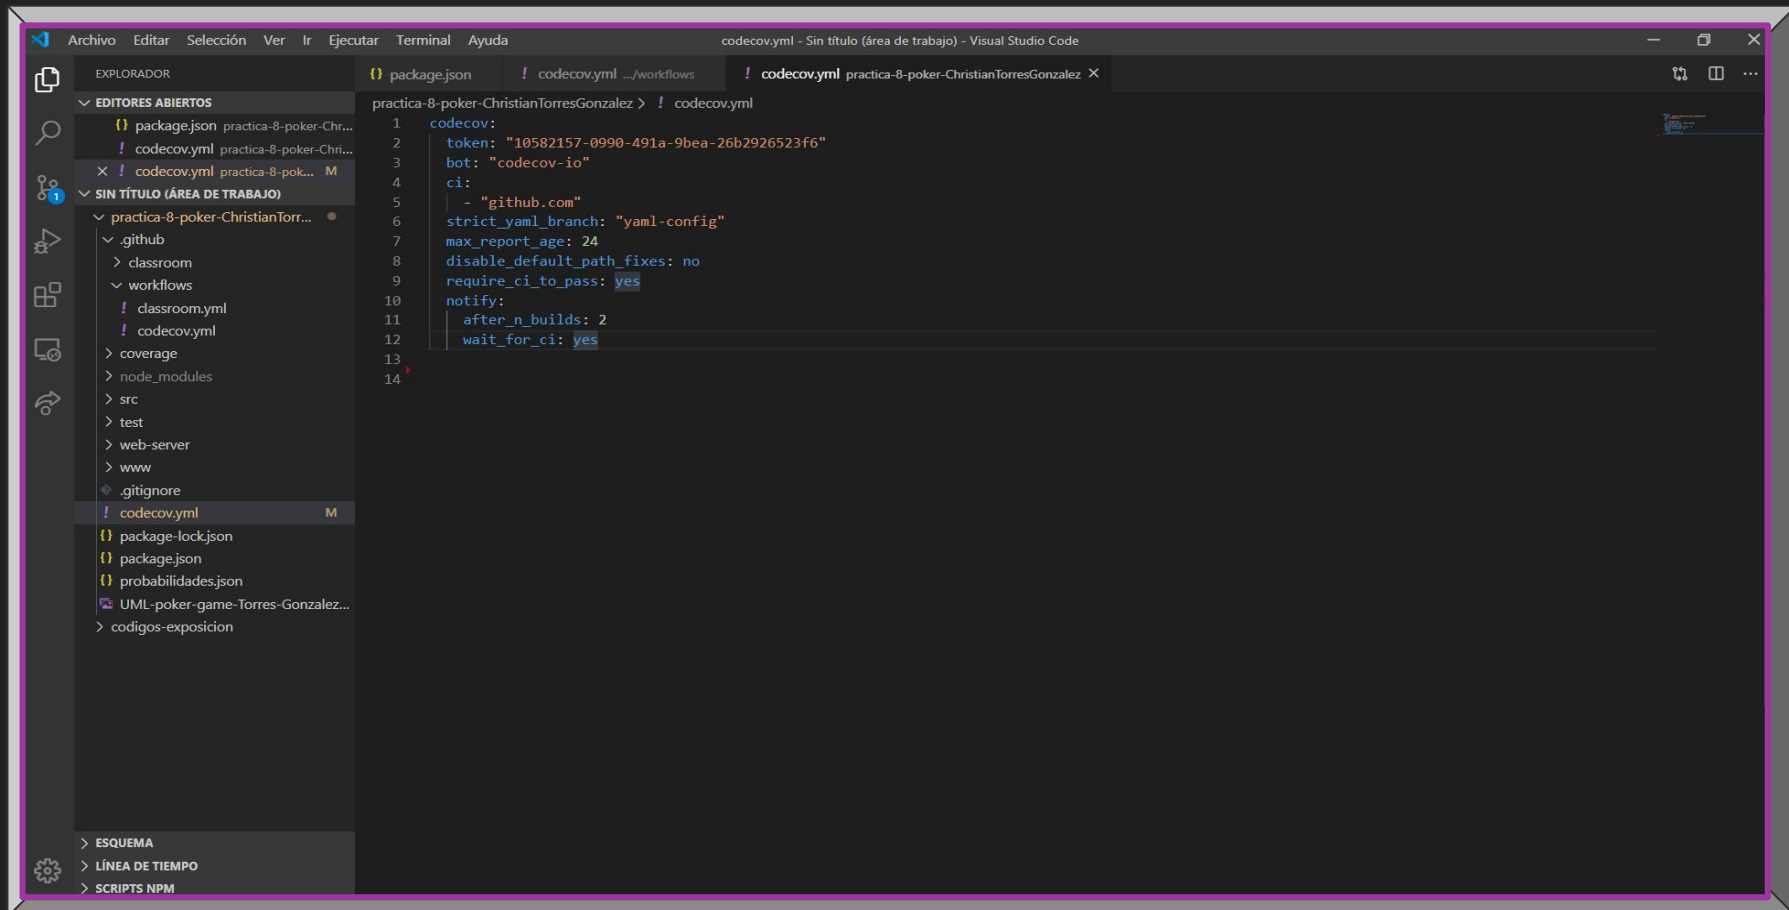 Archivo Editar Selección Ver Ir Ejecutar Terminal Ayuda
codecov.yml - Sin título (área de trabajo) - Visual Studio Code
EXPLORADOR
EDITORES ABIERTOS
{} package.json practica-8-poker-Chr...
! codecov.yml practica-8-poker-Chri...
! codecov.yml practica-8-pok... M
SIN TÍTULO (ÁREA DE TRABAJO)
practica-8-poker-ChristianTorr...
.github
classroom
workflows
! classroom.yml
! codecov.yml
coverage
node_modules
src
test
web-server
www
.gitignore
! codecov.yml M
{} package-lock.json
{} package.json
{} probabilidades.json
UML-poker-game-Torres-Gonzalez...
codigos-exposicion
ESQUEMA
LÍNEA DE TIEMPO
SCRIPTS NPM
1
{} package.json
! codecov.yml .../workflows
! codecov.yml practica-8-poker-ChristianTorresGonzalez
practica-8-poker-ChristianTorresGonzalez > ! codecov.yml
1 codecov:
2 token: "10582157-0990-491a-9bea-26b2926523f6"
3 bot: "codecov-io"
4 ci:
5 - "github.com"
6 strict_yaml_branch: "yaml-config"
7 max_report_age: 24
8 disable_default_path_fixes: no
9 require_ci_to_pass: yes
10 notify:
11 after_n_builds: 2
12 wait_for_ci: yes
13
14